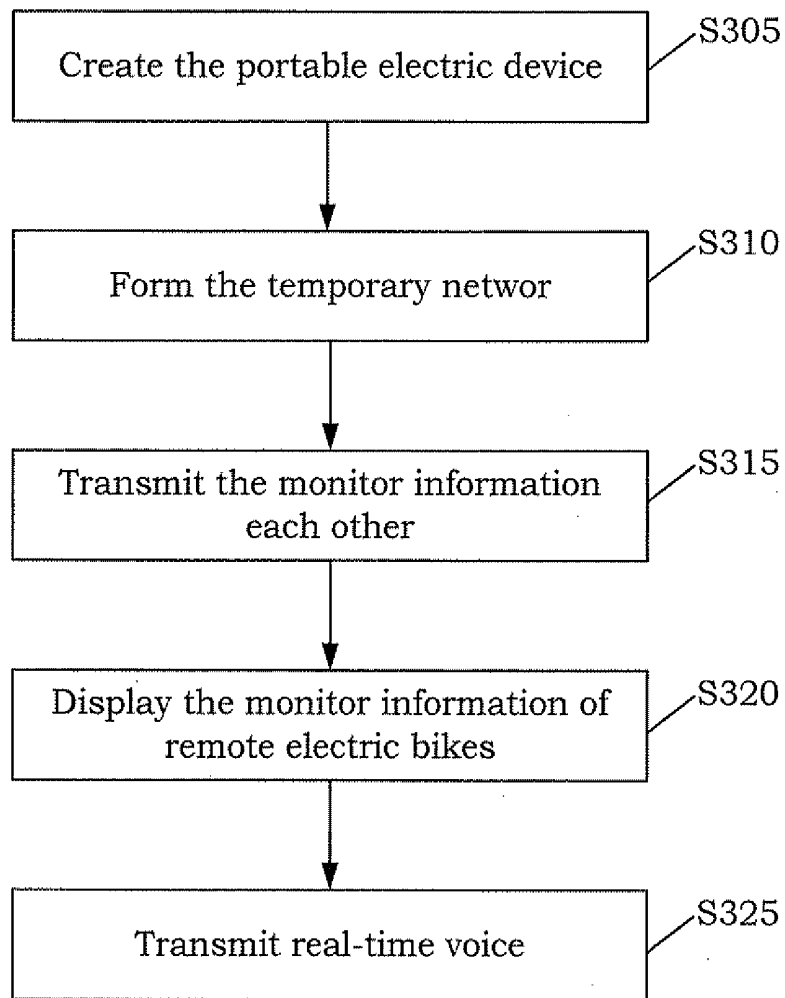 Create the portable electric device
S305
Form the temporary networ
S310
Transmit the monitor information
each other
S315
Display the monitor information of
remote electric bikes
S320
Transmit real-time voice
S325